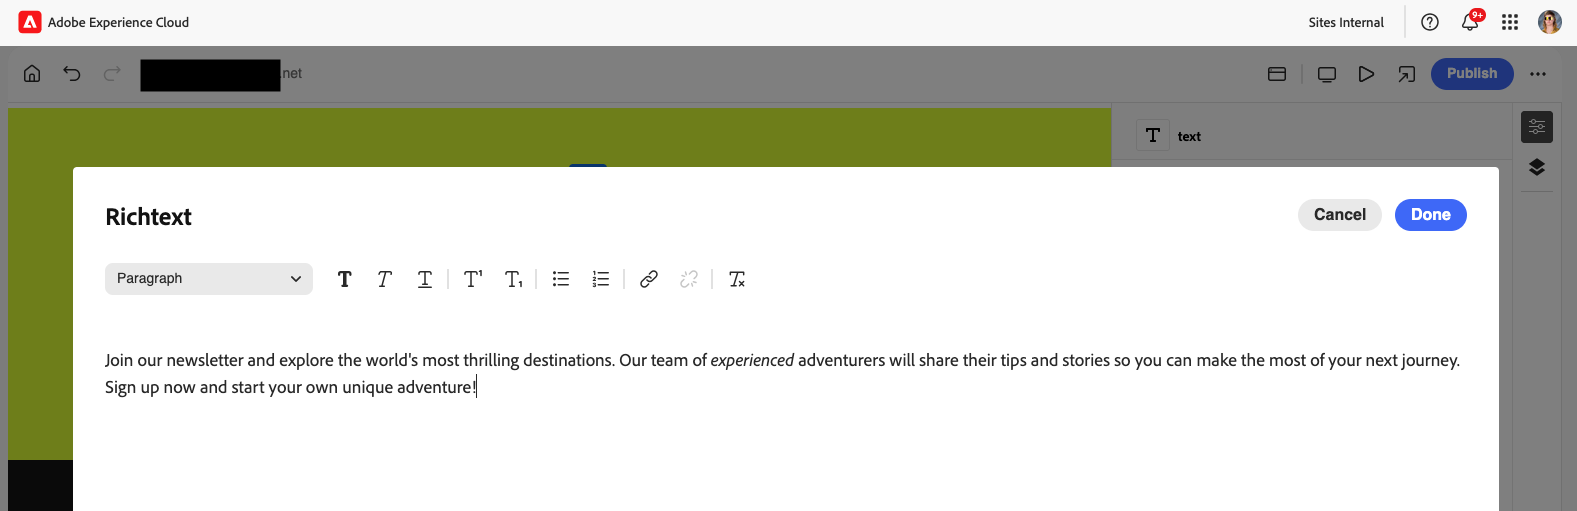 Adobe Experience Cloud
Sites Internal
9+
.net
Publish
text
Richtext
Cancel
Done
Paragraph
Join our newsletter and explore the world's most thrilling destinations. Our team of experienced adventurers will share their tips and stories so you can make the most of your next journey.
Sign up now and start your own unique adventure!